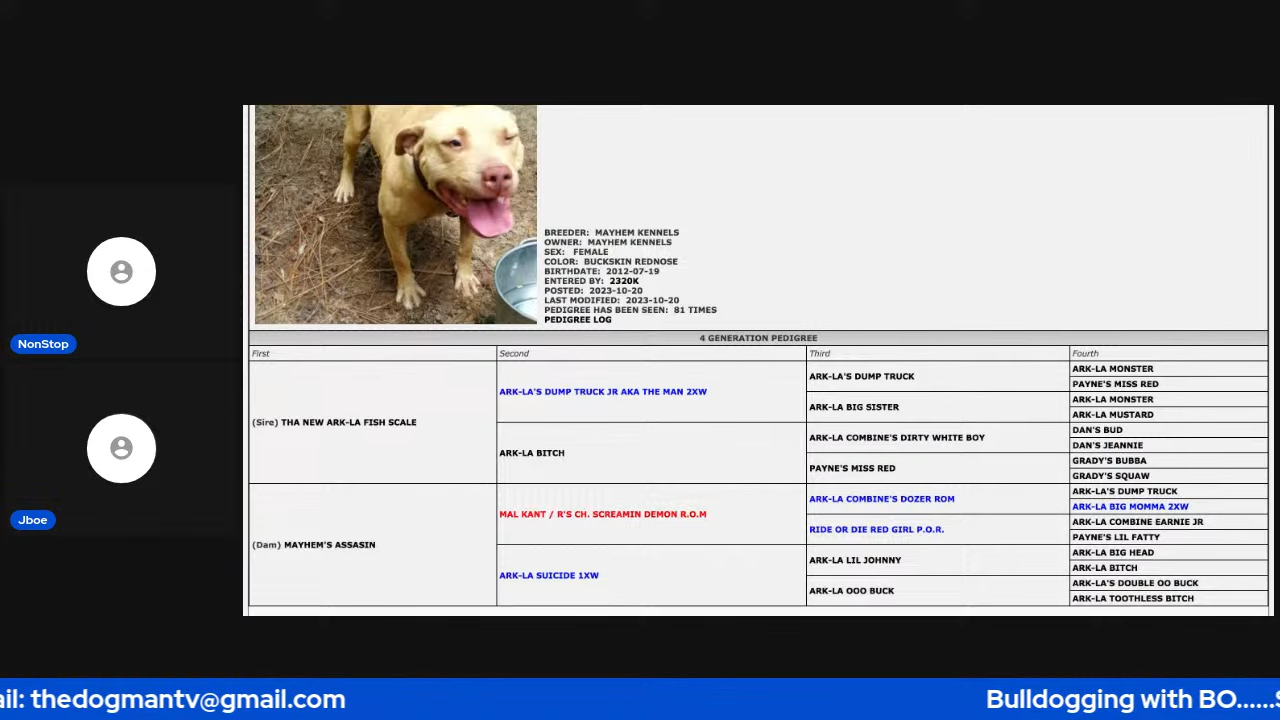 BREEDER: MAYHEM KENNELS
OWNER: MAYHEM KENNELS
SEX: FEMALE
COLOR: BUCKSKIN REDNOSE
BIRTHDATE: 2012-07-19
ENTERED BY: 2320K
POSTED: 2023-10-20
LAST MODIFIED: 2023-10-20
PEDIGREE HAS BEEN SEEN: 81 TIMES
PEDIGREE LOG
NonStop
Jboe
4 GENERATION PEDIGREE
First Second Third Fourth
(Sire) THA NEW ARK-LA FISH SCALE
(Dam) MAYHEM'S ASSASIN
ARK-LA'S DUMP TRUCK JR AKA THE MAN 2XW
ARK-LA BITCH
MAL KANT / R'S CH. SCREAMIN DEMON R.O.M
ARK-LA SUICIDE 1XW
ARK-LA'S DUMP TRUCK
ARK-LA BIG SISTER
ARK-LA COMBINE'S DIRTY WHITE BOY
PAYNE'S MISS RED
ARK-LA COMBINE'S DOZER ROM
RIDE OR DIE RED GIRL P.O.R.
ARK-LA LIL JOHNNY
ARK-LA OOO BUCK
ARK-LA MONSTER
PAYNE'S MISS RED
ARK-LA MONSTER
ARK-LA MUSTARD
DAN'S BUD
DAN'S JEANNIE
GRADY'S BUBBA
GRADY'S SQUAW
ARK-LA'S DUMP TRUCK
ARK-LA BIG MOMMA 2XW
ARK-LA COMBINE EARNIE JR
PAYNE'S LIL FATTY
ARK-LA BIG HEAD
ARK-LA BITCH
ARK-LA'S DOUBLE OO BUCK
ARK-LA TOOTHLESS BITCH
ail: thedogmantv@gmail.com
Bulldogging with BO......S